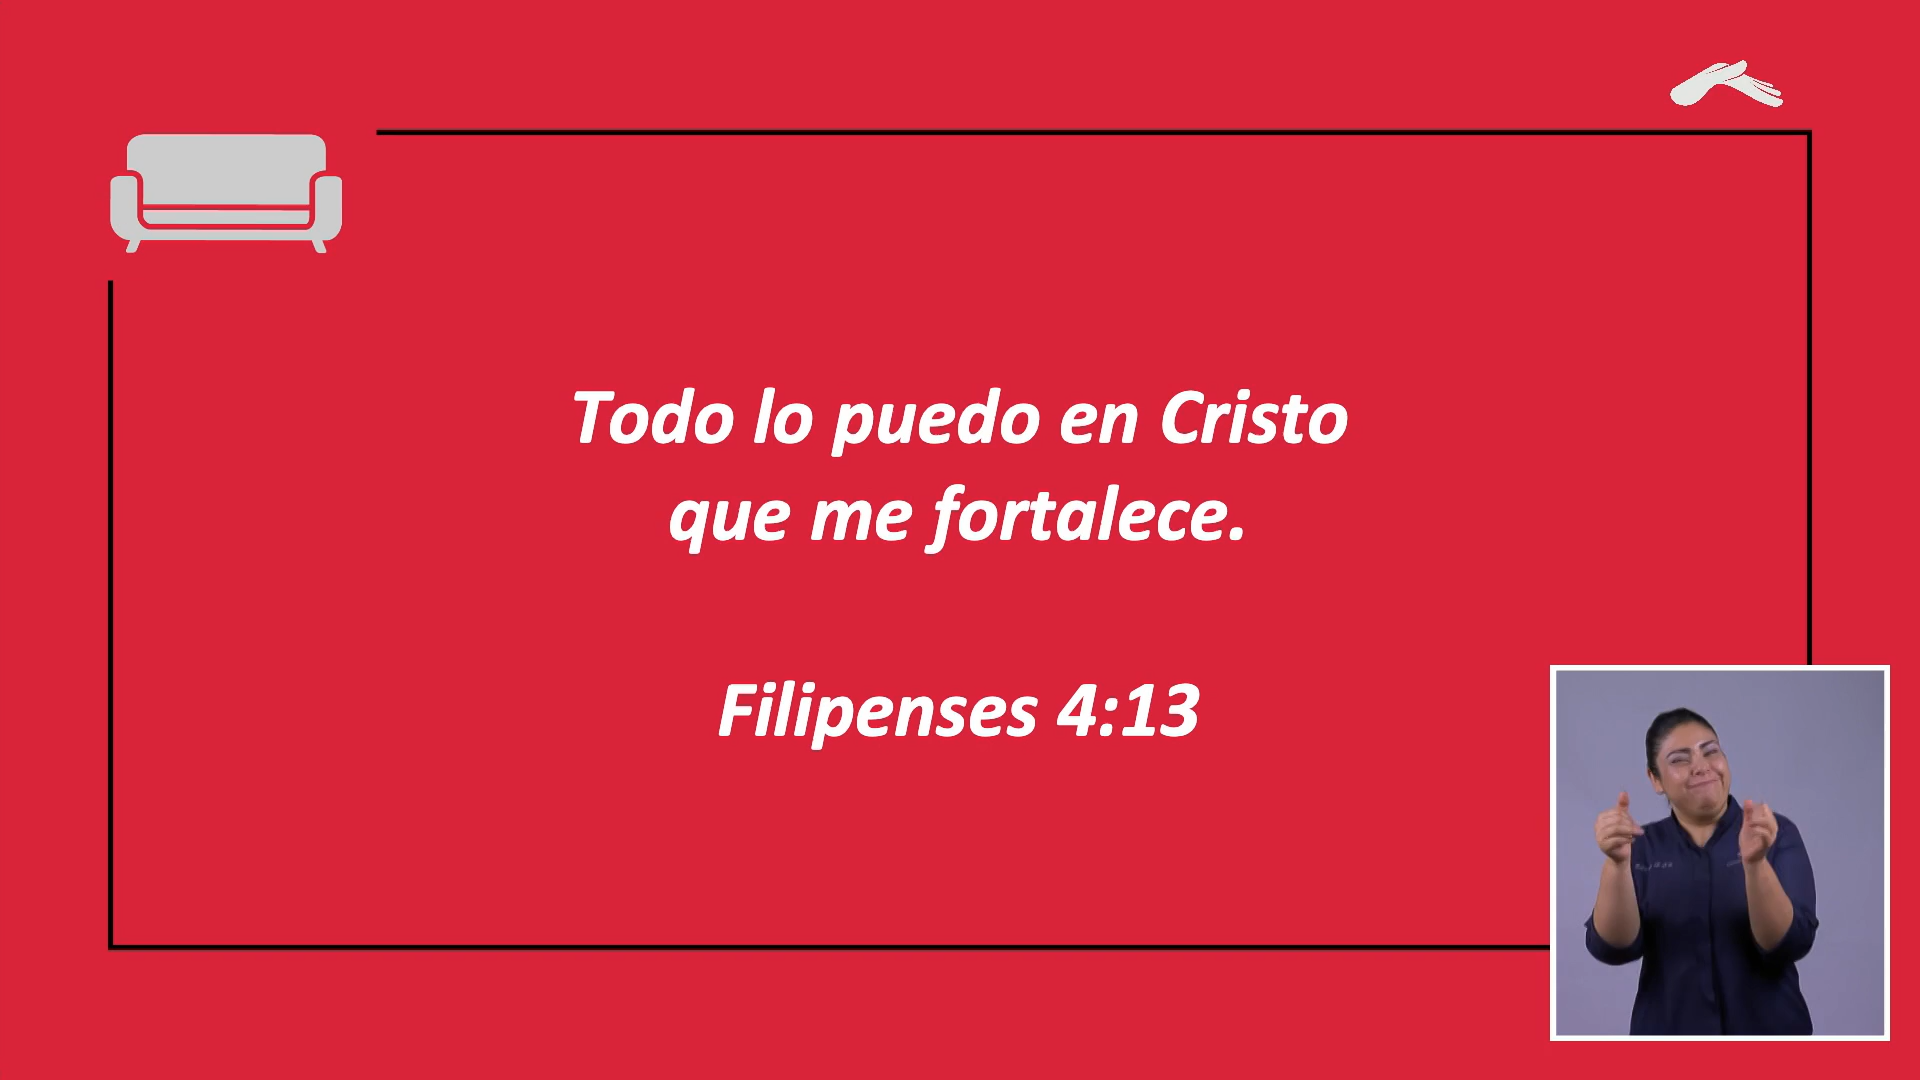 Todo lo puedo en Cristo
que me fortalece.
Filipenses 4:13